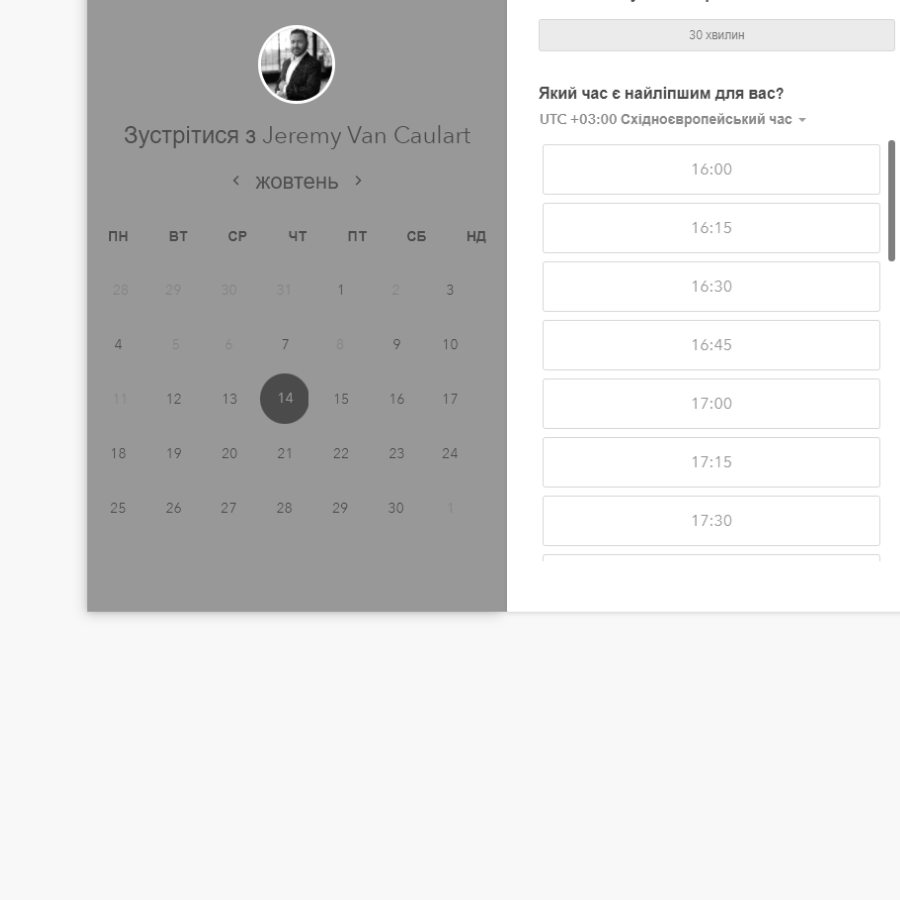 Зустрітися з Jeremy Van Caulart
жовтень
ПН ВТ СР ЧТ ПТ СБ НД
28 29 30 31 1 2 3
4 5 6 7 8 9 10
11 12 13 14 15 16 17
18 19 20 21 22 23 24
25 26 27 28 29 30 1
30 хвилин
Який час є найліпшим для вас?
UTC +03:00 Східноєвропейський час
16:00
16:15
16:30
16:45
17:00
17:15
17:30